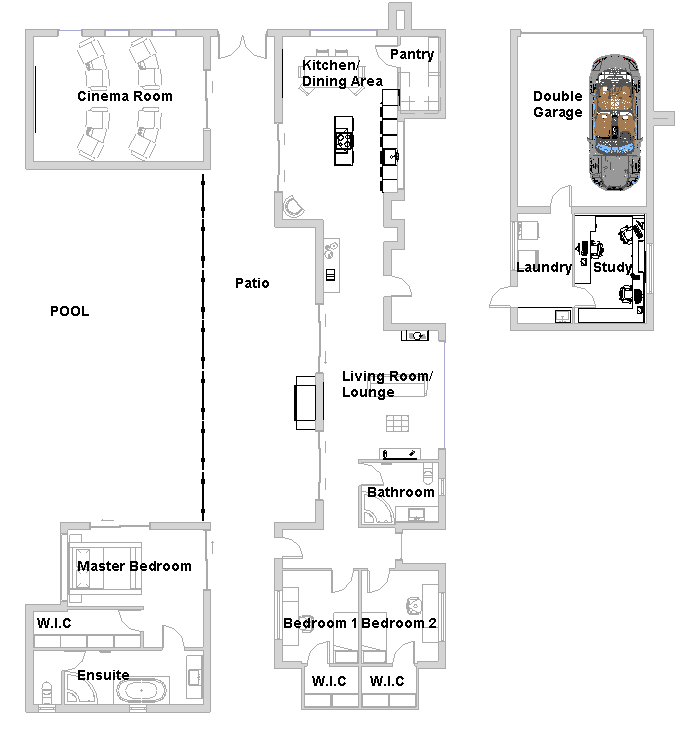 Cinema Room
Kitchen/
Dining Area
Pantry
Double
Garage
Laundry
Study
Patio
POOL
Living Room/
Lounge
Bathroom
Master Bedroom
W.I.C
Ensuite
Bedroom 1
Bedroom 2
W.I.C
W.I.C